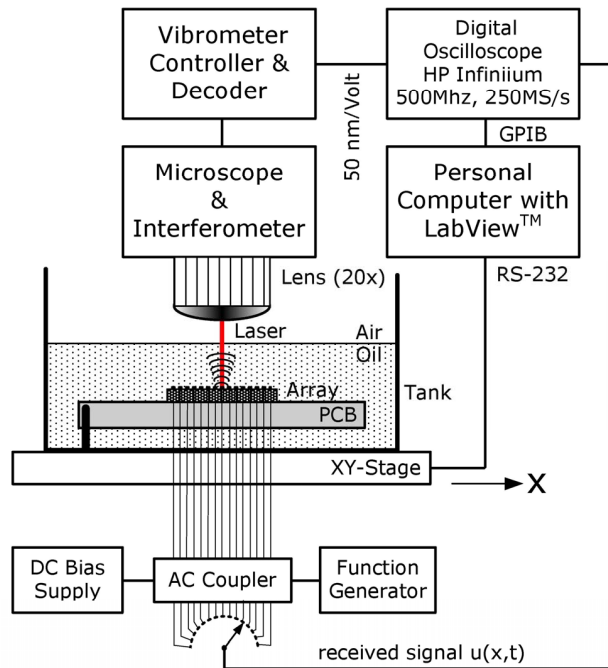 Vibrometer
Controller &
Decoder
Digital
Oscilloscope
HP Infiniium
500Mhz, 250MS/s
50 nm/Volt
GPIB
Microscope
&
Interferometer
Personal
Computer with
LabView™
Lens (20x)
RS-232
Laser
Air
Oil
Array
Tank
PCB
XY-Stage
X
DC Bias
Supply
AC Coupler
Function
Generator
received signal u(x,t)